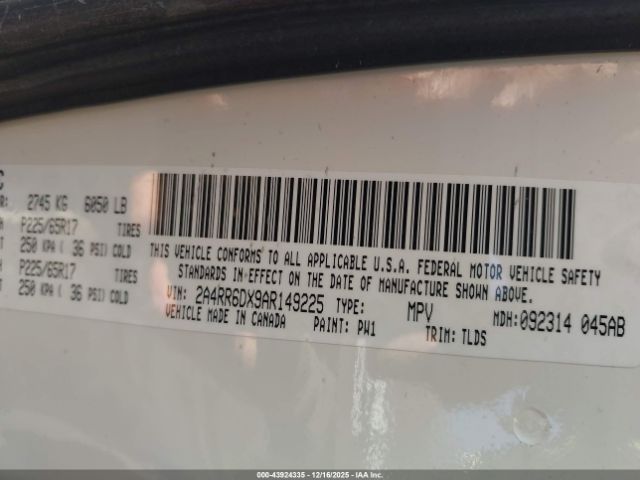 C
R: 2745 KG 6050 LB
P225/65R17 TIRES
250 KPA ( 36 PSI) COLD
P225/65R17 TIRES
250 KPA ( 36 PSI) COLD
THIS VEHICLE CONFORMS TO ALL APPLICABLE U.S.A. FEDERAL MOTOR VEHICLE SAFETY
STANDARDS IN EFFECT ON THE DATE OF MANUFACTURE SHOWN ABOVE.
VIN: 2A4RR6DX9AR149225 TYPE: MPV MDH:092314 045AB
VEHICLE MADE IN CANADA PAINT: PW1 TRIM: TLDS
000-43924335 - 12/16/2025 - IAA Inc.